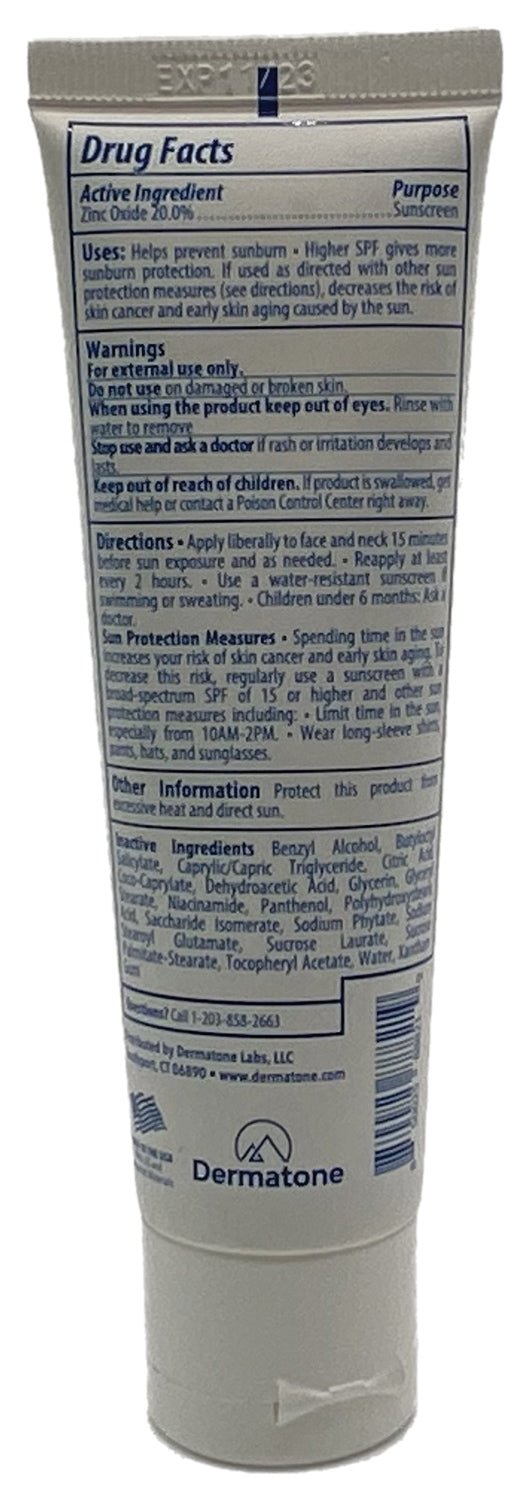 EXP11/23
Drug Facts
Active Ingredient Purpose
Zinc Oxide 20.0% Sunscreen
Uses: Helps prevent sunburn • Higher SPF gives more
sunburn protection. If used as directed with other sun
protection measures (see directions), decreases the risk of
skin cancer and early skin aging caused by the sun.
Warnings
For external use only.
Do not use on damaged or broken skin.
When using the product keep out of eyes. Rinse with
water to remove
Stop use and ask a doctor if rash or irritation develops and
lasts.
Keep out of reach of children. If product is swallowed, get
medical help or contact a Poison Control Center right away.
Directions • Apply liberally to face and neck 15 minutes
before sun exposure and as needed. • Reapply at least
every 2 hours. • Use a water-resistant sunscreen if
swimming or sweating. • Children under 6 months: Ask a
doctor.
Sun Protection Measures • Spending time in the sun
increases your risk of skin cancer and early skin aging. To
decrease this risk, regularly use a sunscreen with a
broad-spectrum SPF of 15 or higher and other sun
protection measures including: • Limit time in the sun,
especially from 10AM-2PM. • Wear long-sleeve shirts,
pants, hats, and sunglasses.
Other Information Protect this product from
excessive heat and direct sun.
Inactive Ingredients Benzyl Alcohol, Butyloctyl
Salicylate, Caprylic/Capric Triglyceride, Citric Acid,
Coco-Caprylate, Dehydroacetic Acid, Glycerin, Glyceryl
Stearate, Niacinamide, Panthenol, Polyhydroxystearic
Acid, Saccharide Isomerate, Sodium Phytate, Sodium
Stearoyl Glutamate, Sucrose Laurate, Sucrose
Palmitate-Stearate, Tocopheryl Acetate, Water, Xanthan
Gum
Questions? Call 1-203-858-2663
Distributed by Dermatone Labs, LLC
CT 06890 • www.dermatone.com
THE USA
Dermatone